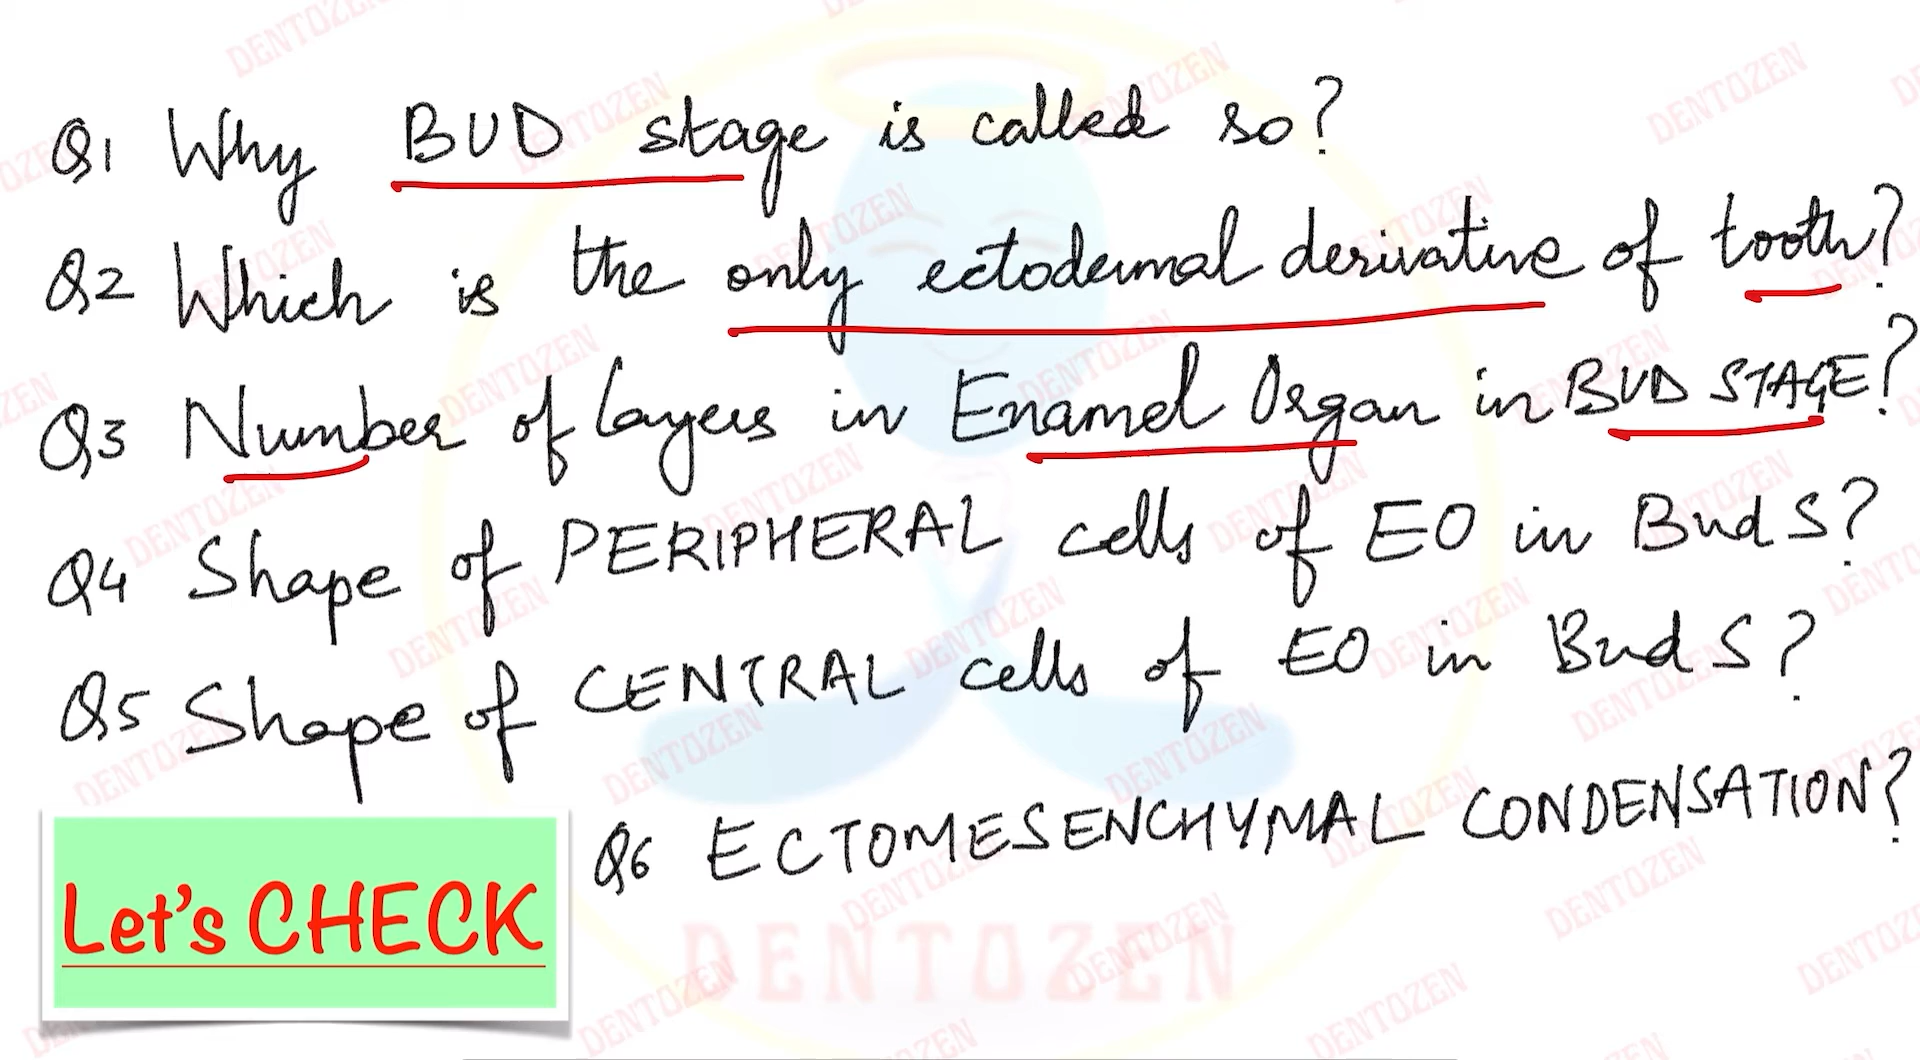 Q1 Why BUD stage is called so?
Q2 Which is the only ectodermal derivative of tooth?
Q3 Number of layers in Enamel Organ in BUD STAGE?
Q4 Shape of PERIPHERAL cells of EO in Bud S?
Q5 Shape of CENTRAL cells of EO in Bud S?
Q6 ECTOMESENCHYMAL CONDENSATION?
Let's CHECK
DENTOZEN